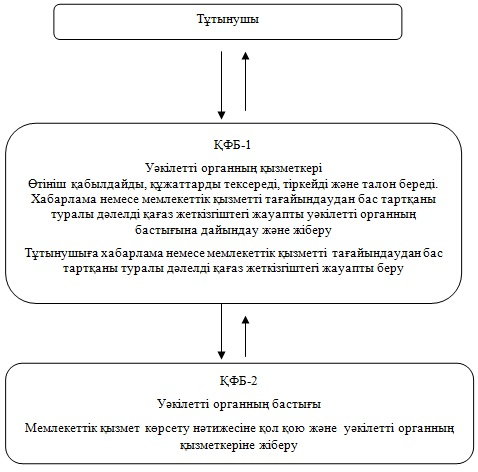 Тұтынушы
ҚФБ-1
Уәкілетті органның қызметкері
Өтініш қабылдайды, құжаттарды тексереді, тіркейді және талон береді.
Хабарлама немесе мемлекеттік қызметті тағайындаудан бас тартқаны
туралы дәлелді қағаз жеткізгіштегі жауапты уәкілетті органның
бастығына дайындау және жіберу
Тұтынушыға хабарлама немесе мемлекеттік қызметті тағайындаудан бас
тартқаны туралы дәлелді қағаз жеткізгіштегі жауапты беру
ҚФБ-2
Уәкілетті органның бастығы
Мемлекеттік қызмет көрсету нәтижесіне қол қою және уәкілетті органның
қызметкеріне жіберу